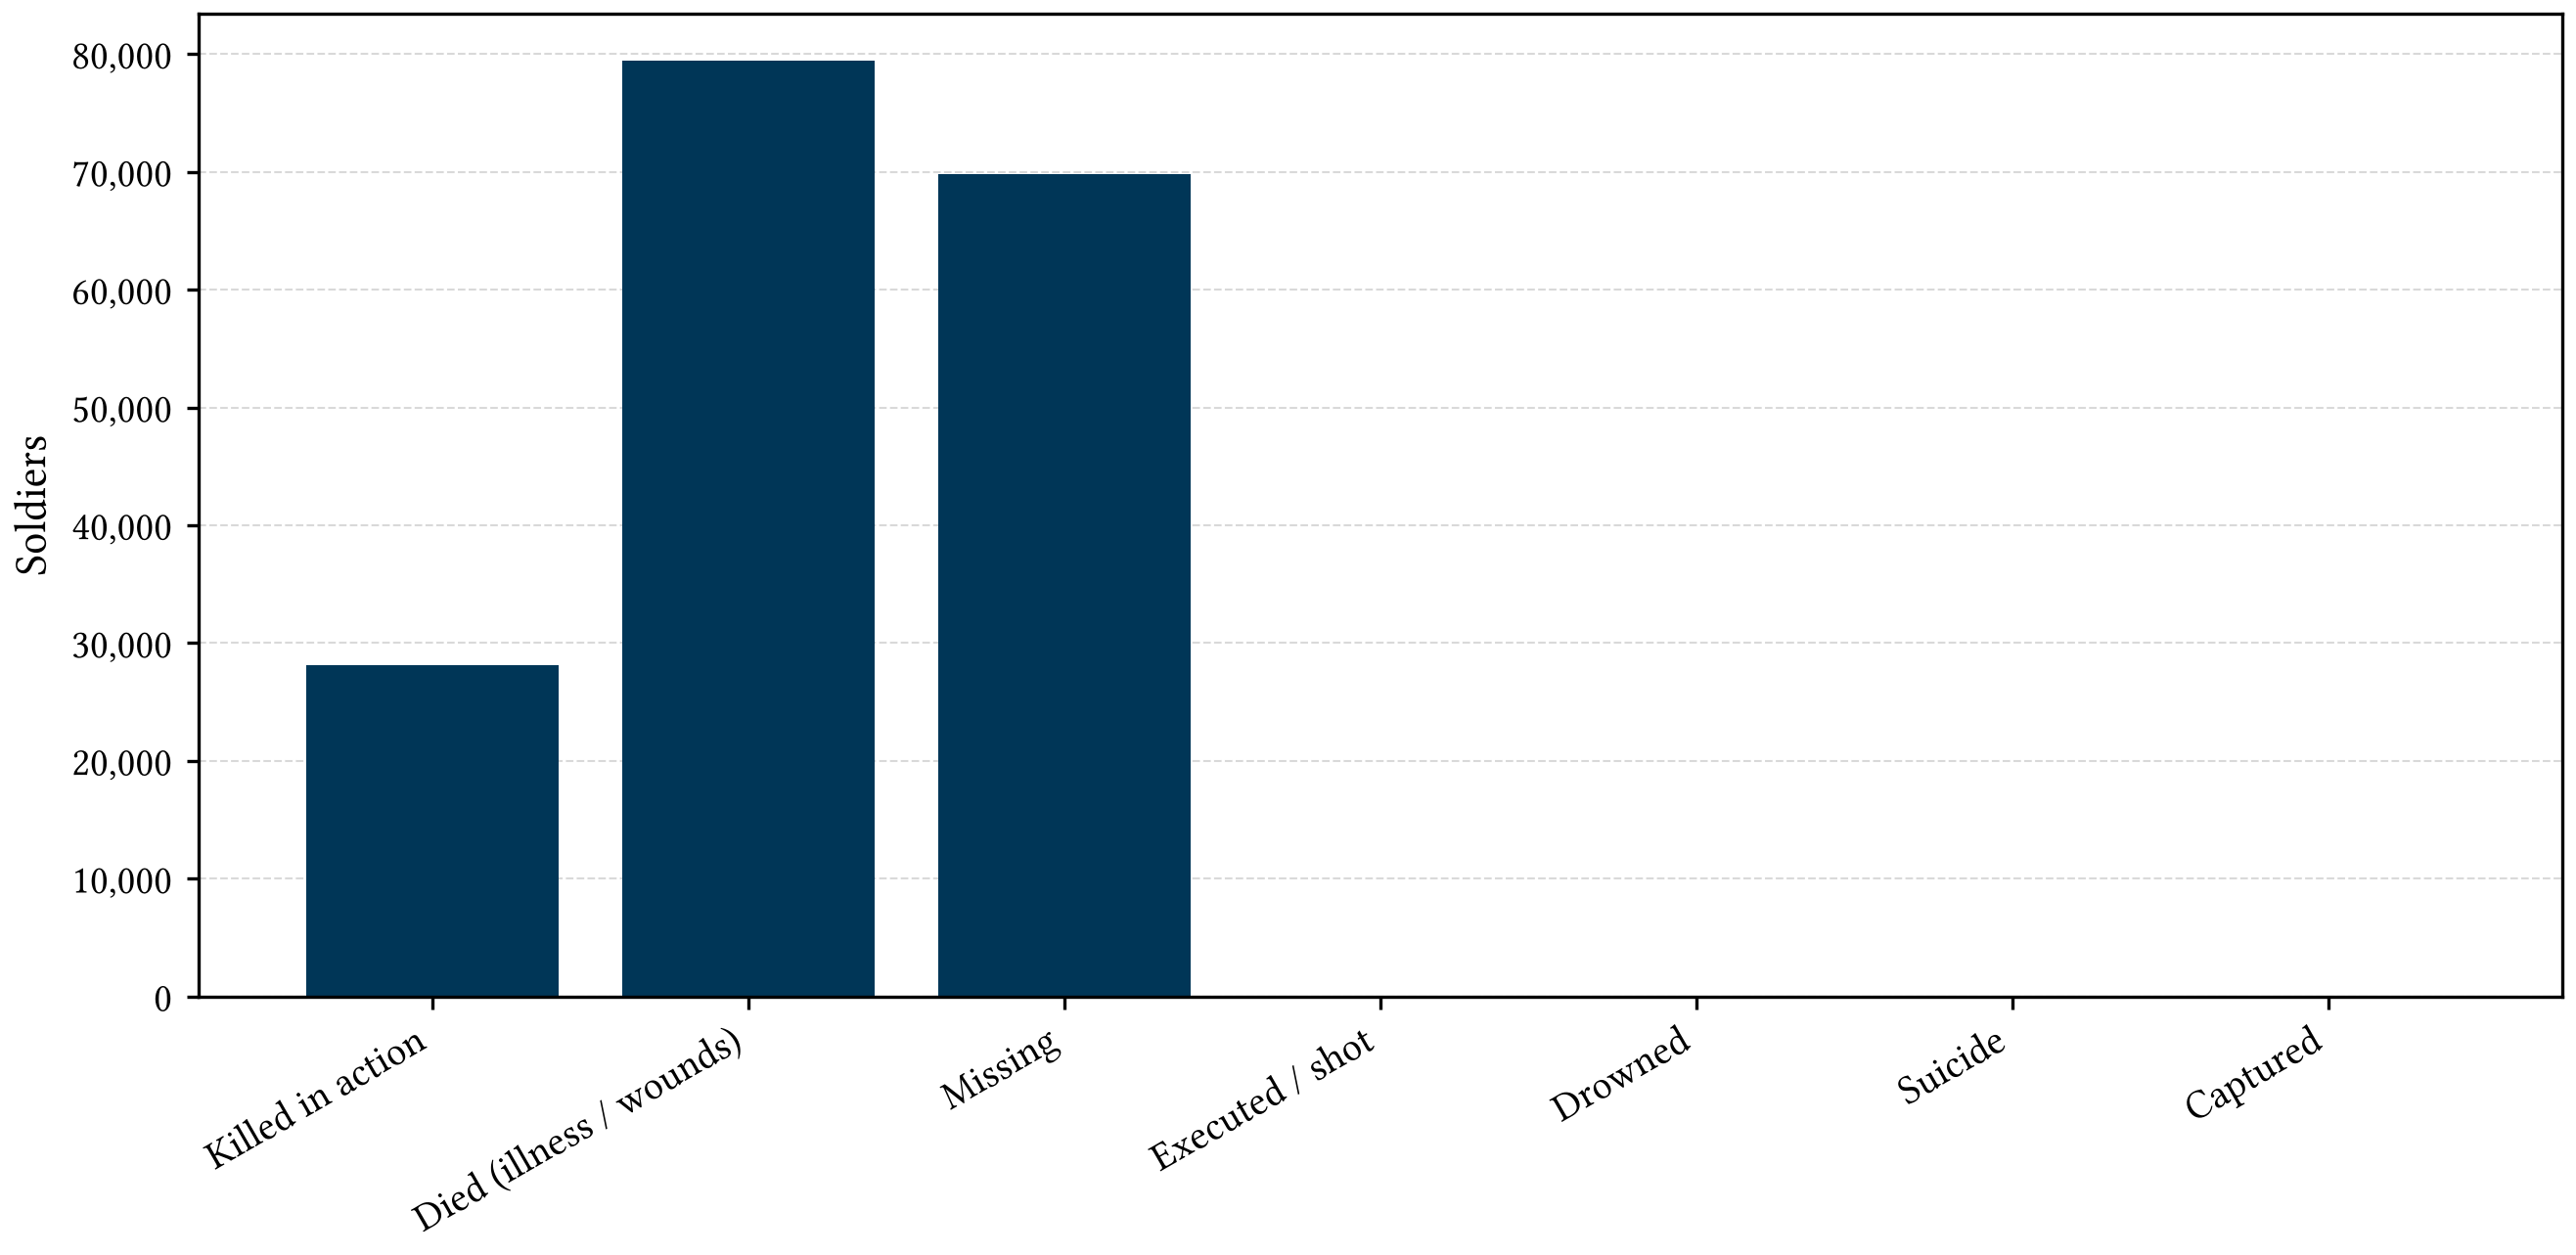 80,000
70,000
60,000
50,000
40,000
30,000
20,000
10,000
0
Soldiers
Killed in action
Died (illness / wounds)
Missing
Executed / shot
Drowned
Suicide
Captured